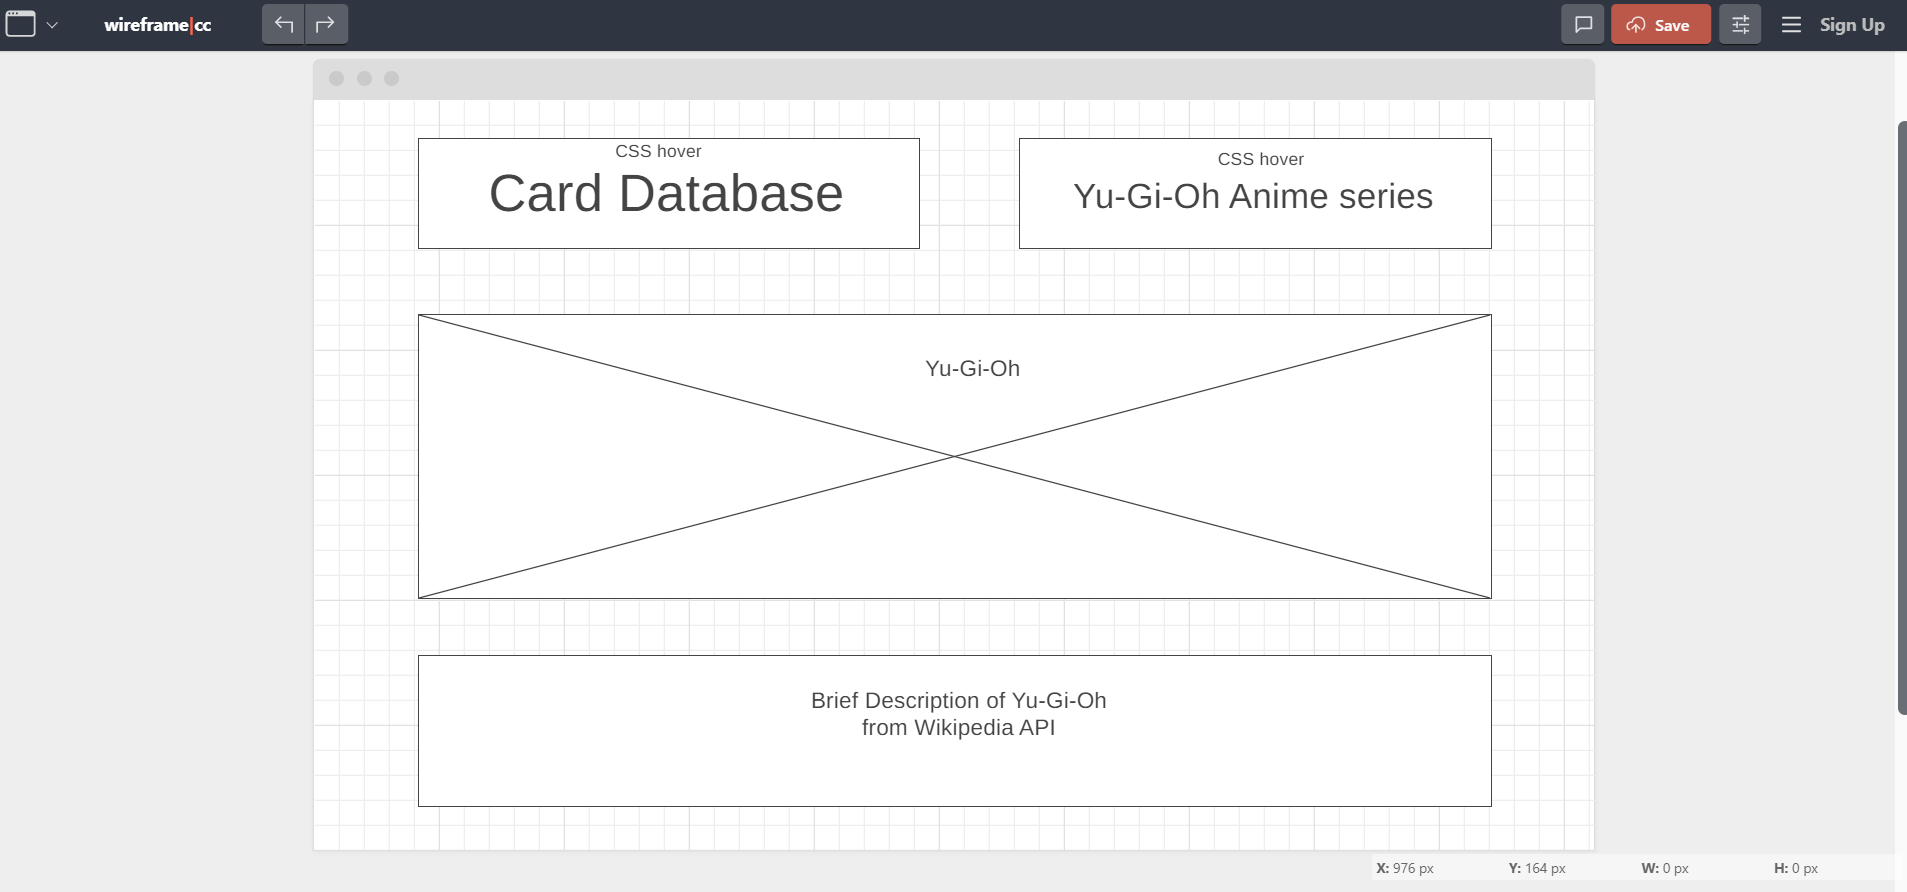 wireframe|cc
Save
Sign Up
CSS hover
Card Database
CSS hover
Yu-Gi-Oh Anime series
Yu-Gi-Oh
Brief Description of Yu-Gi-Oh
from Wikipedia API
X: 976 px
Y: 164 px
W: 0 px
H: 0 px